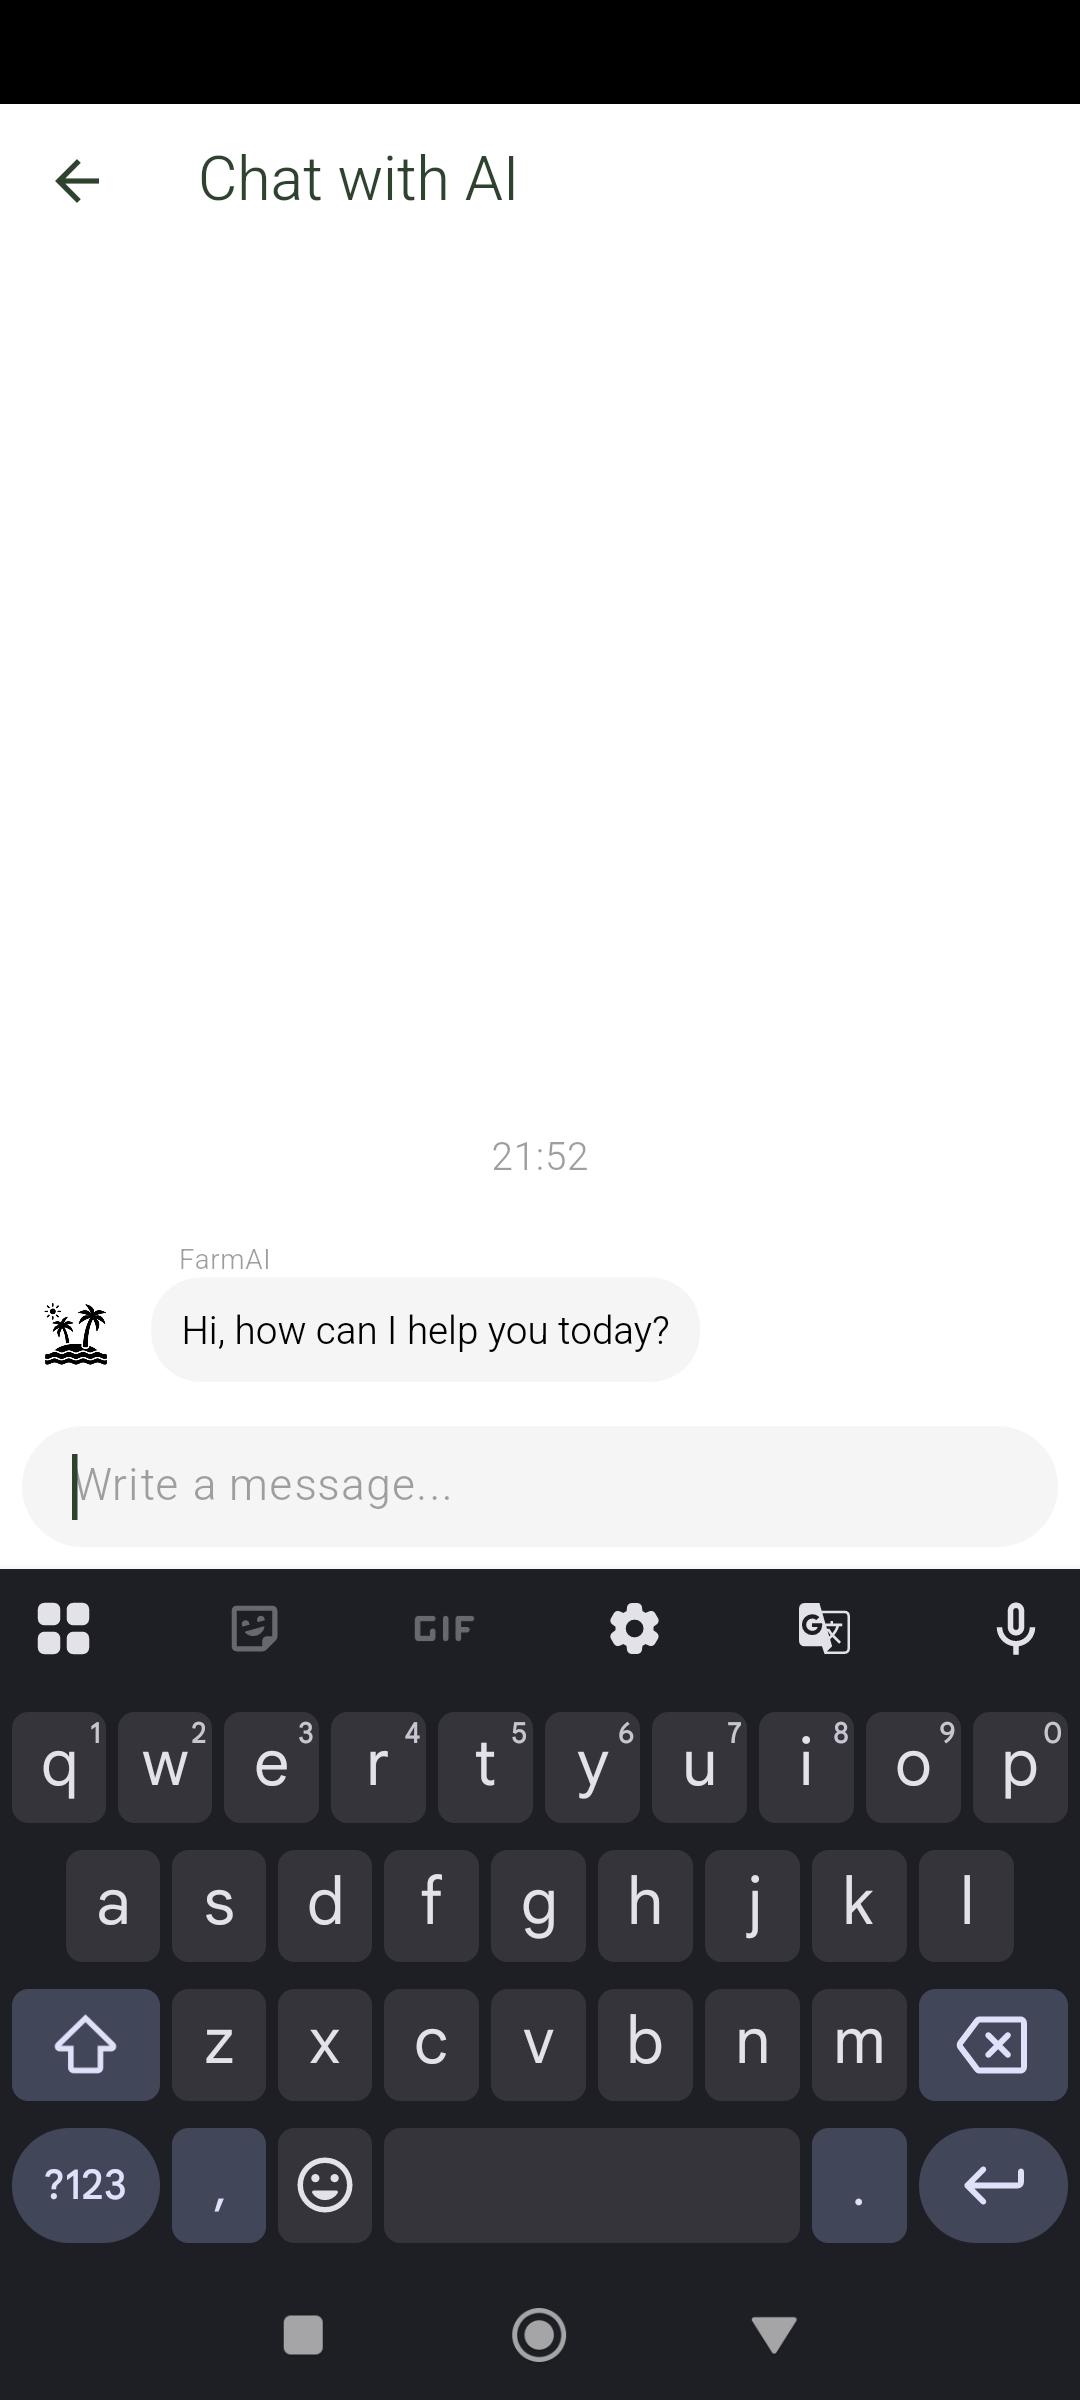 Chat with AI
21:52
FarmAI
Hi, how can I help you today?
Write a message...
GIF
G 文
q 1 w 2 e 3 r 4 t 5 y 6 u 7 i 8 o 9 p 0
a s d f g h j k l
z x c v b n m
?123 , .